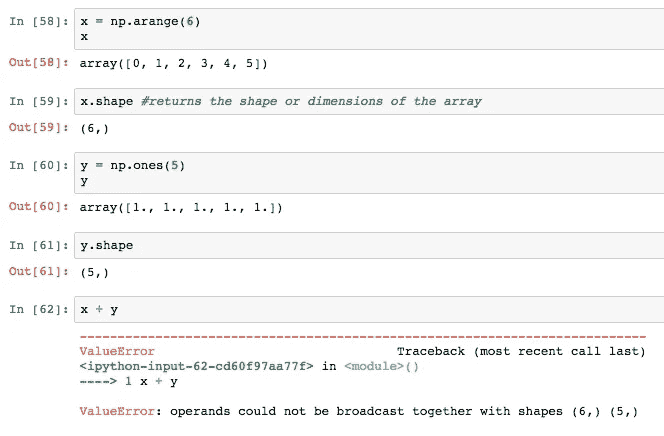 In [58]: x = np.arange(6)
x
Out[58]: array([0, 1, 2, 3, 4, 5])
In [59]: x.shape #returns the shape or dimensions of the array
Out[59]: (6,)
In [60]: y = np.ones(5)
y
Out[60]: array([1., 1., 1., 1., 1.])
In [61]: y.shape
Out[61]: (5,)
In [62]: x + y
---------------------------------------------------------------------------
ValueError Traceback (most recent call last)
<ipython-input-62-cd60f97aa77f> in <module>()
----> 1 x + y
ValueError: operands could not be broadcast together with shapes (6,) (5,)